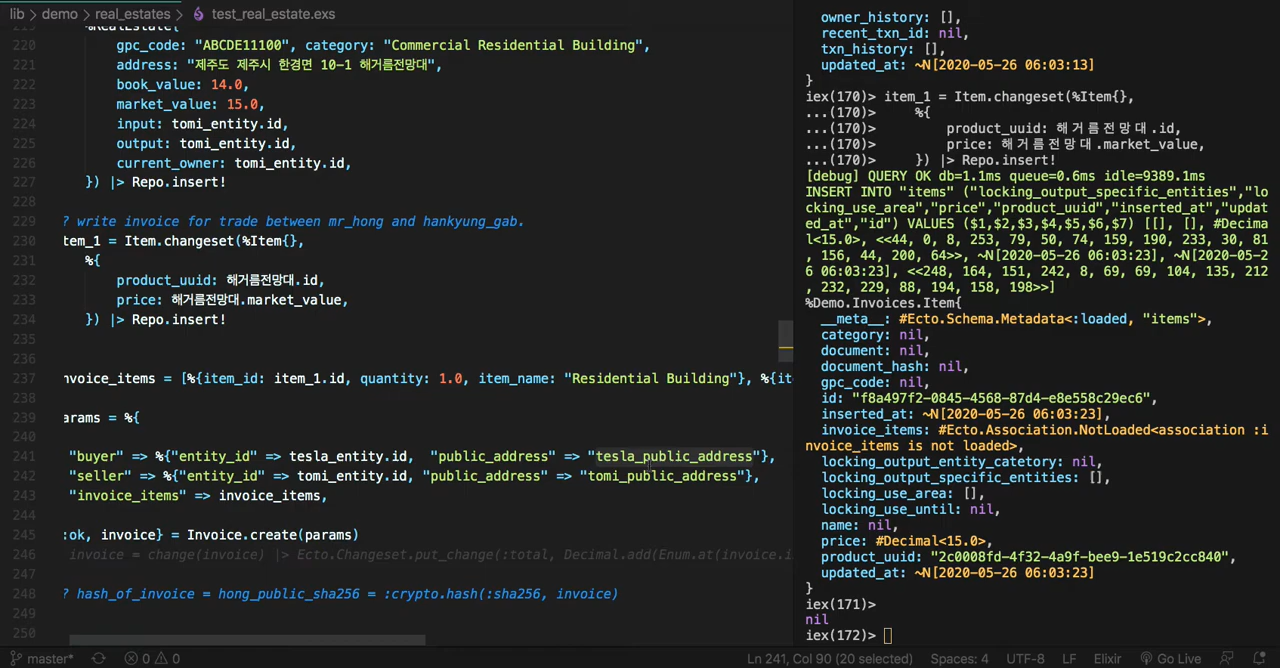 lib > demo > real_estates > test_real_estate.exs
219 %RealEstate{
220 gpc_code: "ABCDE11100", category: "Commercial Residential Building",
221 address: "제주도 제주시 한경면 10-1 해거름전망대",
222 book_value: 14.0,
223 market_value: 15.0,
224 input: tomi_entity.id,
225 output: tomi_entity.id,
226 current_owner: tomi_entity.id,
227 }) |> Repo.insert!
228
229 ? write invoice for trade between mr_hong and hankyung_gab.
230 tem_1 = Item.changeset(%Item{},
231 %{
232 product_uuid: 해거름전망대.id,
233 price: 해거름전망대.market_value,
234 }) |> Repo.insert!
235
236
237 nvoice_items = [%{item_id: item_1.id, quantity: 1.0, item_name: "Residential Building"}, %{it
238
239 arams = %{
240
241 "buyer" => %{"entity_id" => tesla_entity.id, "public_address" => "tesla_public_address"},
242 "seller" => %{"entity_id" => tomi_entity.id, "public_address" => "tomi_public_address"},
243 "invoice_items" => invoice_items,
244
245 :ok, invoice} = Invoice.create(params)
246 invoice = change(invoice) |> Ecto.Changeset.put_change(:total, Decimal.add(Enum.at(invoice.i
247
248 ? hash_of_invoice = hong_public_sha256 = :crypto.hash(:sha256, invoice)
249
250
owner_history: [],
recent_txn_id: nil,
txn_history: [],
updated_at: ~N[2020-05-26 06:03:13]
}
iex(170)> item_1 = Item.changeset(%Item{},
...(170)> %{
...(170)> product_uuid: 해거름전망대.id,
...(170)> price: 해거름전망대.market_value,
...(170)> }) |> Repo.insert!
[debug] QUERY OK db=1.1ms queue=0.6ms idle=9389.1ms
INSERT INTO "items" ("locking_output_specific_entities","lo
cking_use_area","price","product_uuid","inserted_at","updat
ed_at","id") VALUES ($1,$2,$3,$4,$5,$6,$7) [[], [], #Decima
l<15.0>, <<44, 0, 8, 253, 79, 50, 74, 159, 190, 233, 30, 81
, 156, 44, 200, 64>>, ~N[2020-05-26 06:03:23], ~N[2020-05-2
6 06:03:23], <<248, 164, 151, 242, 8, 69, 69, 104, 135, 212
, 232, 229, 88, 194, 158, 198>>]
%Demo.Invoices.Item{
__meta__: #Ecto.Schema.Metadata<:loaded, "items">,
category: nil,
document: nil,
document_hash: nil,
gpc_code: nil,
id: "f8a497f2-0845-4568-87d4-e8e558c29ec6",
inserted_at: ~N[2020-05-26 06:03:23],
invoice_items: #Ecto.Association.NotLoaded<association :i
nvoice_items is not loaded>,
locking_output_entity_catetory: nil,
locking_output_specific_entities: [],
locking_use_area: [],
locking_use_until: nil,
name: nil,
price: #Decimal<15.0>,
product_uuid: "2c0008fd-4f32-4a9f-bee9-1e519c2cc840",
updated_at: ~N[2020-05-26 06:03:23]
}
iex(171)>
nil
iex(172)>
master* 0 0 Ln 241, Col 90 (20 selected) Spaces: 4 UTF-8 LF Elixir Go Live